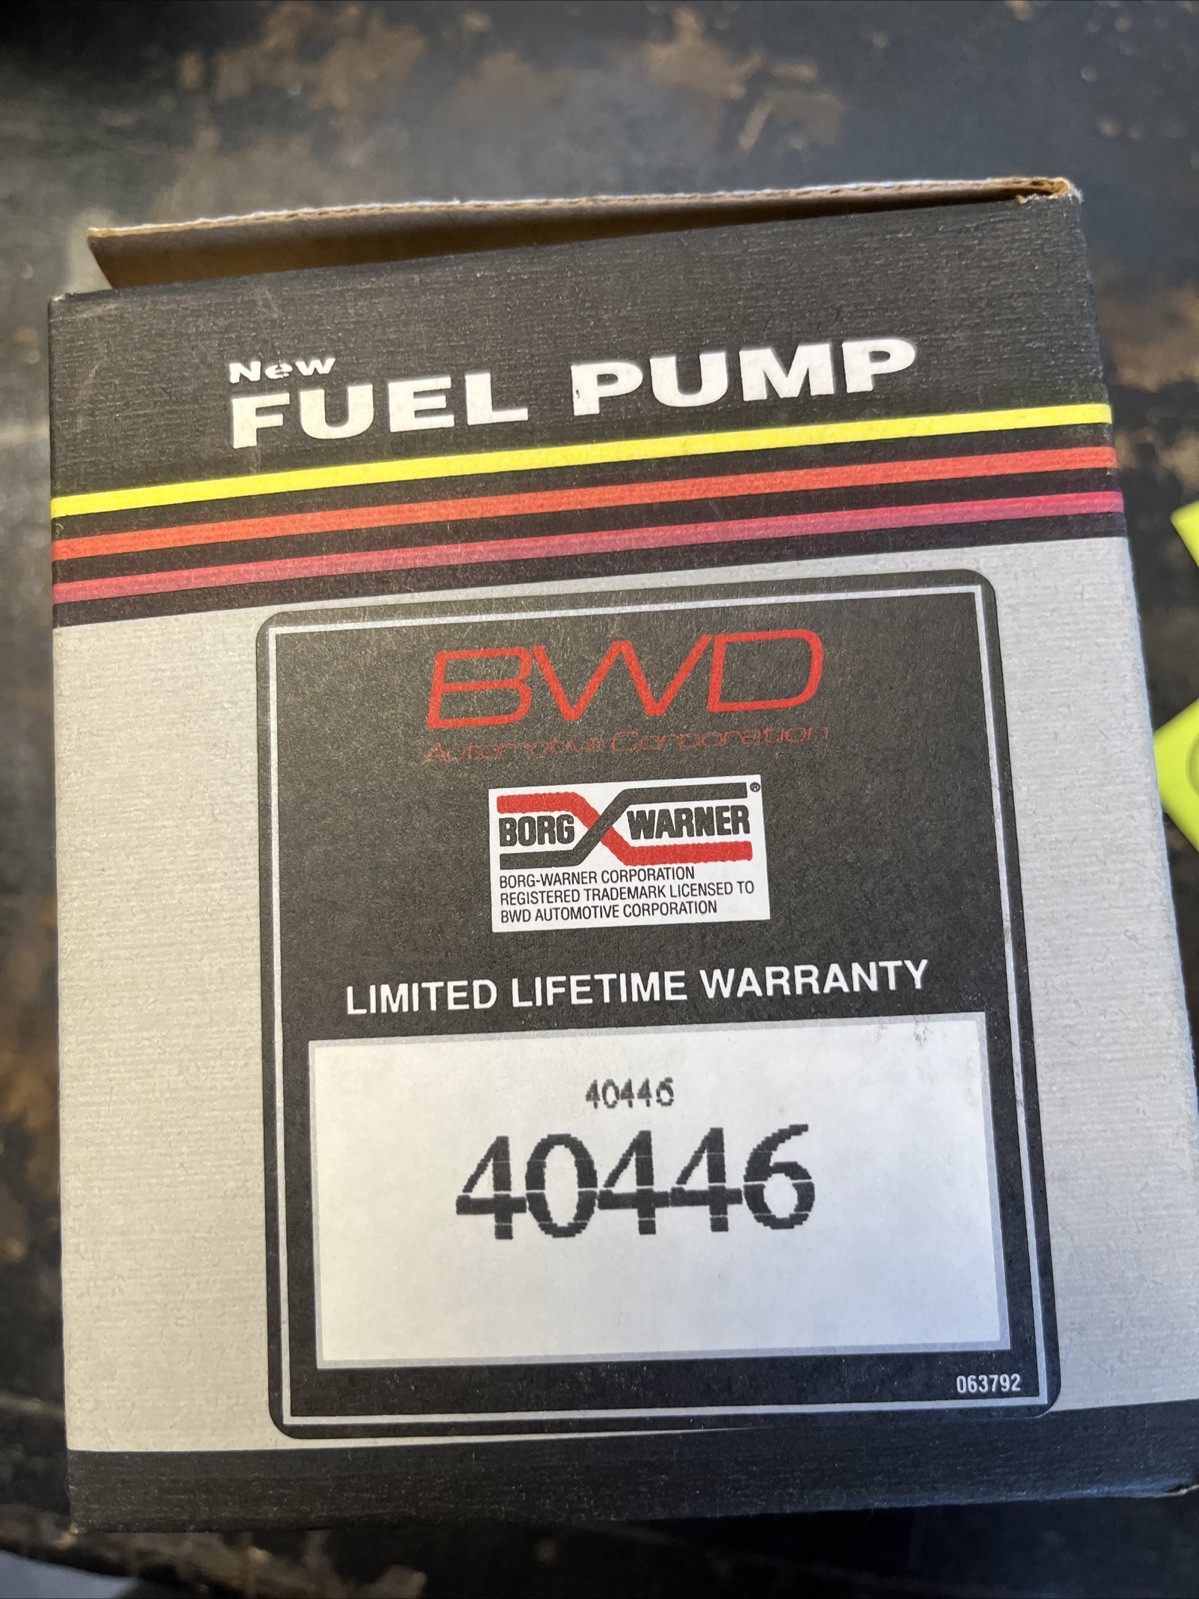 New
FUEL PUMP
BWD
Automotive Corporation
BORG WARNER®
BORG-WARNER CORPORATION
REGISTERED TRADEMARK LICENSED TO
BWD AUTOMOTIVE CORPORATION
LIMITED LIFETIME WARRANTY
40446
40446
063792